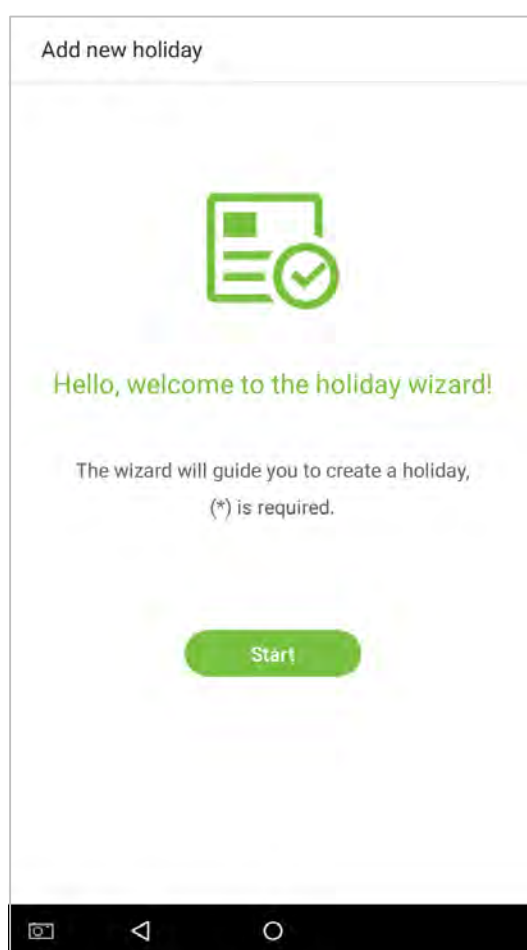 Add new holiday
Hello, welcome to the holiday wizard!
The wizard will guide you to create a holiday,
(*) is required.
Start